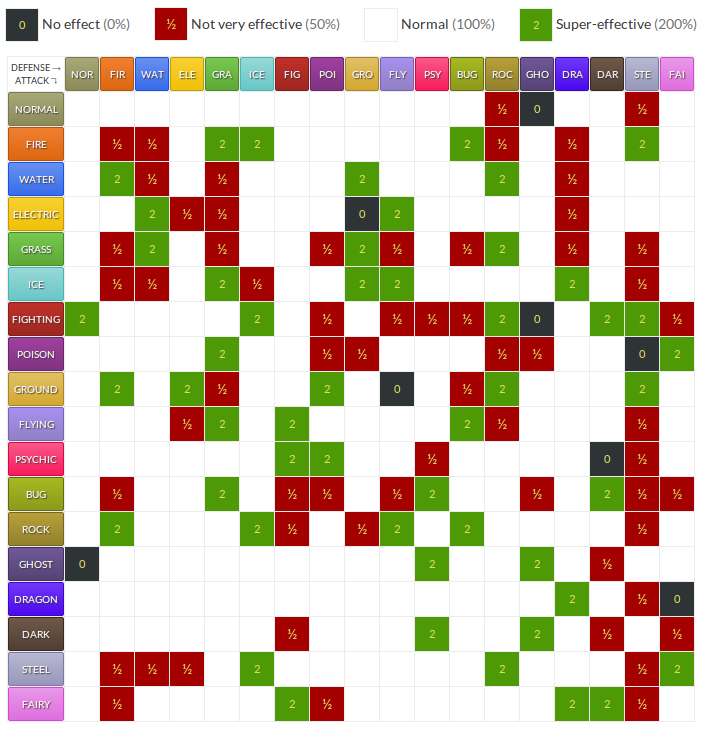 0 No effect (0%) ½ Not very effective (50%) Normal (100%) 2 Super-effective (200%)
DEFENSE → NOR FIR WAT ELE GRA ICE FIG POI GRO FLY PSY BUG ROC GHO DRA DAR STE FAI
ATTACK ⤵
NORMAL ½ 0 ½
FIRE ½ ½ 2 2 2 ½ ½ 2
WATER 2 ½ ½ 2 2 ½
ELECTRIC 2 ½ ½ 0 2 ½
GRASS ½ 2 ½ ½ 2 ½ ½ 2 ½ ½
ICE ½ ½ 2 ½ 2 2 2 ½
FIGHTING 2 2 ½ ½ ½ ½ 2 0 2 2 ½
POISON 2 ½ ½ ½ ½ 0 2
GROUND 2 2 ½ 2 0 ½ 2 2
FLYING ½ 2 2 2 ½ ½
PSYCHIC 2 2 ½ 0 ½
BUG ½ 2 ½ ½ ½ 2 ½ 2 ½ ½
ROCK 2 2 ½ ½ 2 2 ½
GHOST 0 2 2 ½
DRAGON 2 ½ 0
DARK ½ 2 2 ½ ½
STEEL ½ ½ ½ 2 2 ½ 2
FAIRY ½ 2 ½ 2 2 ½